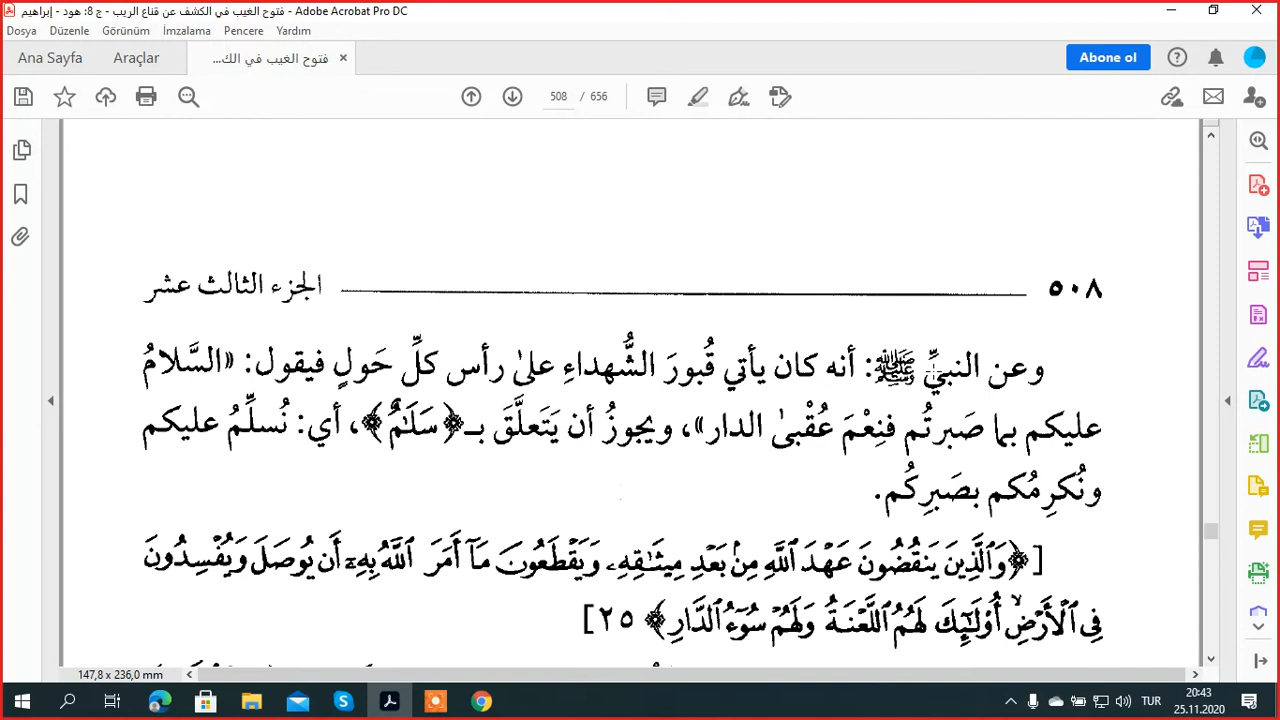 فتوح الغيب في الكشف عن قناع الريب - ج 8: هود - إبراهيم - Adobe Acrobat Pro DC
Dosya Düzenle Görünüm İmzalama Pencere Yardım
Ana Sayfa Araçlar فتوح الغيب في الك... × Abone ol
508 / 656
٥٠٨ الجزء الثالث عشر
وعن النبيِّ ﷺ: أنه كان يأتي قُبورَ الشُّهداءِ علىٰ رأس كلِّ حَولٍ فيقول: «السَّلامُ
عليكم بما صَبرتُم فنِعْمَ عُقْبىٰ الدار»، ويجوزُ أن يَتَعلَّقَ بـ﴿سَلَٰمٌ﴾، أي: نُسلِّمُ عليكم
ونُكرِمُكم بصَبرِكُم.
[﴿وَٱلَّذِينَ يَنقُضُونَ عَهْدَ ٱللَّهِ مِنۢ بَعْدِ مِيثَٰقِهِۦ وَيَقْطَعُونَ مَآ أَمَرَ ٱللَّهُ بِهِۦٓ أَن يُوصَلَ وَيُفْسِدُونَ
فِى ٱلْأَرْضِ ۙ أُو۟لَٰٓئِكَ لَهُمُ ٱللَّعْنَةُ وَلَهُمْ سُوٓءُ ٱلدَّارِ﴾ ٢٥]
147,8 x 236,0 mm
TUR 20:43
25.11.2020